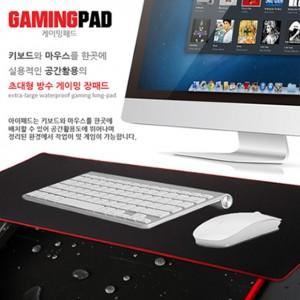 GAMINGPAD
게이밍패드
키보드와 마우스를 한곳에
실용적인 공간활용의
초대형 방수 게이밍 장패드
extra-large waterproof gaming long-pad
아이패드는 키보드와 마우스를 한곳에
배치할 수 있어 공간활용도에 뛰어나며
정리된 환경에서 작업이 및 게임이 가능합니다.